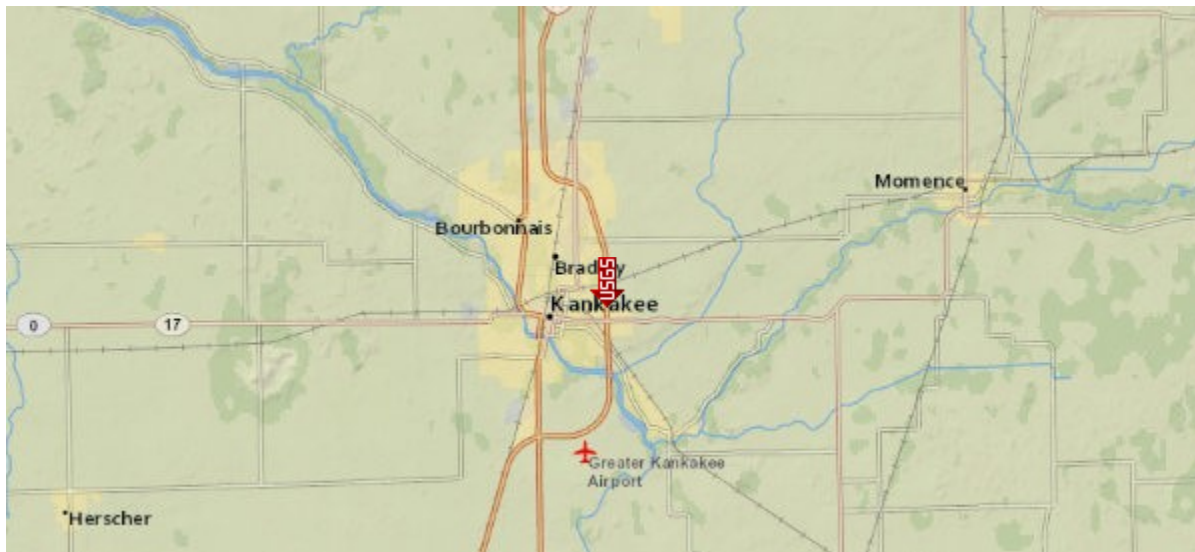 Momence
Bourbonnais
Bradley
USGS
Kankakee
0
17
Greater Kankakee
Airport
Herscher